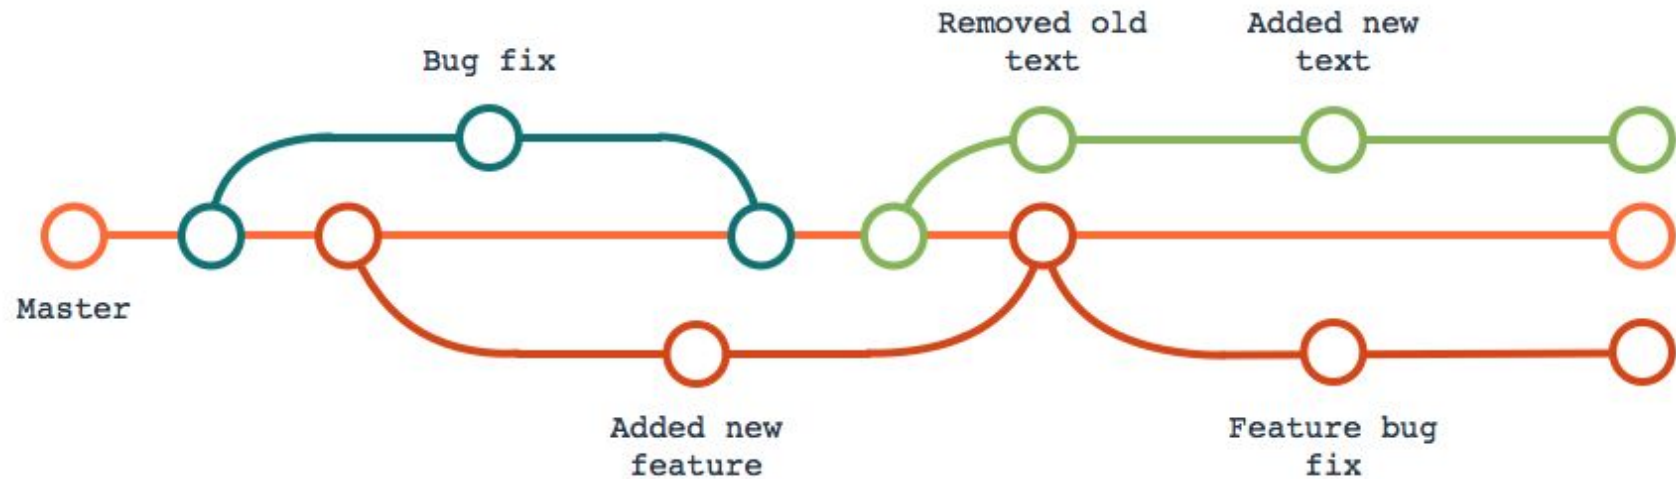 Removed old
text
Added new
text
Bug fix
Master
Added new
feature
Feature bug
fix